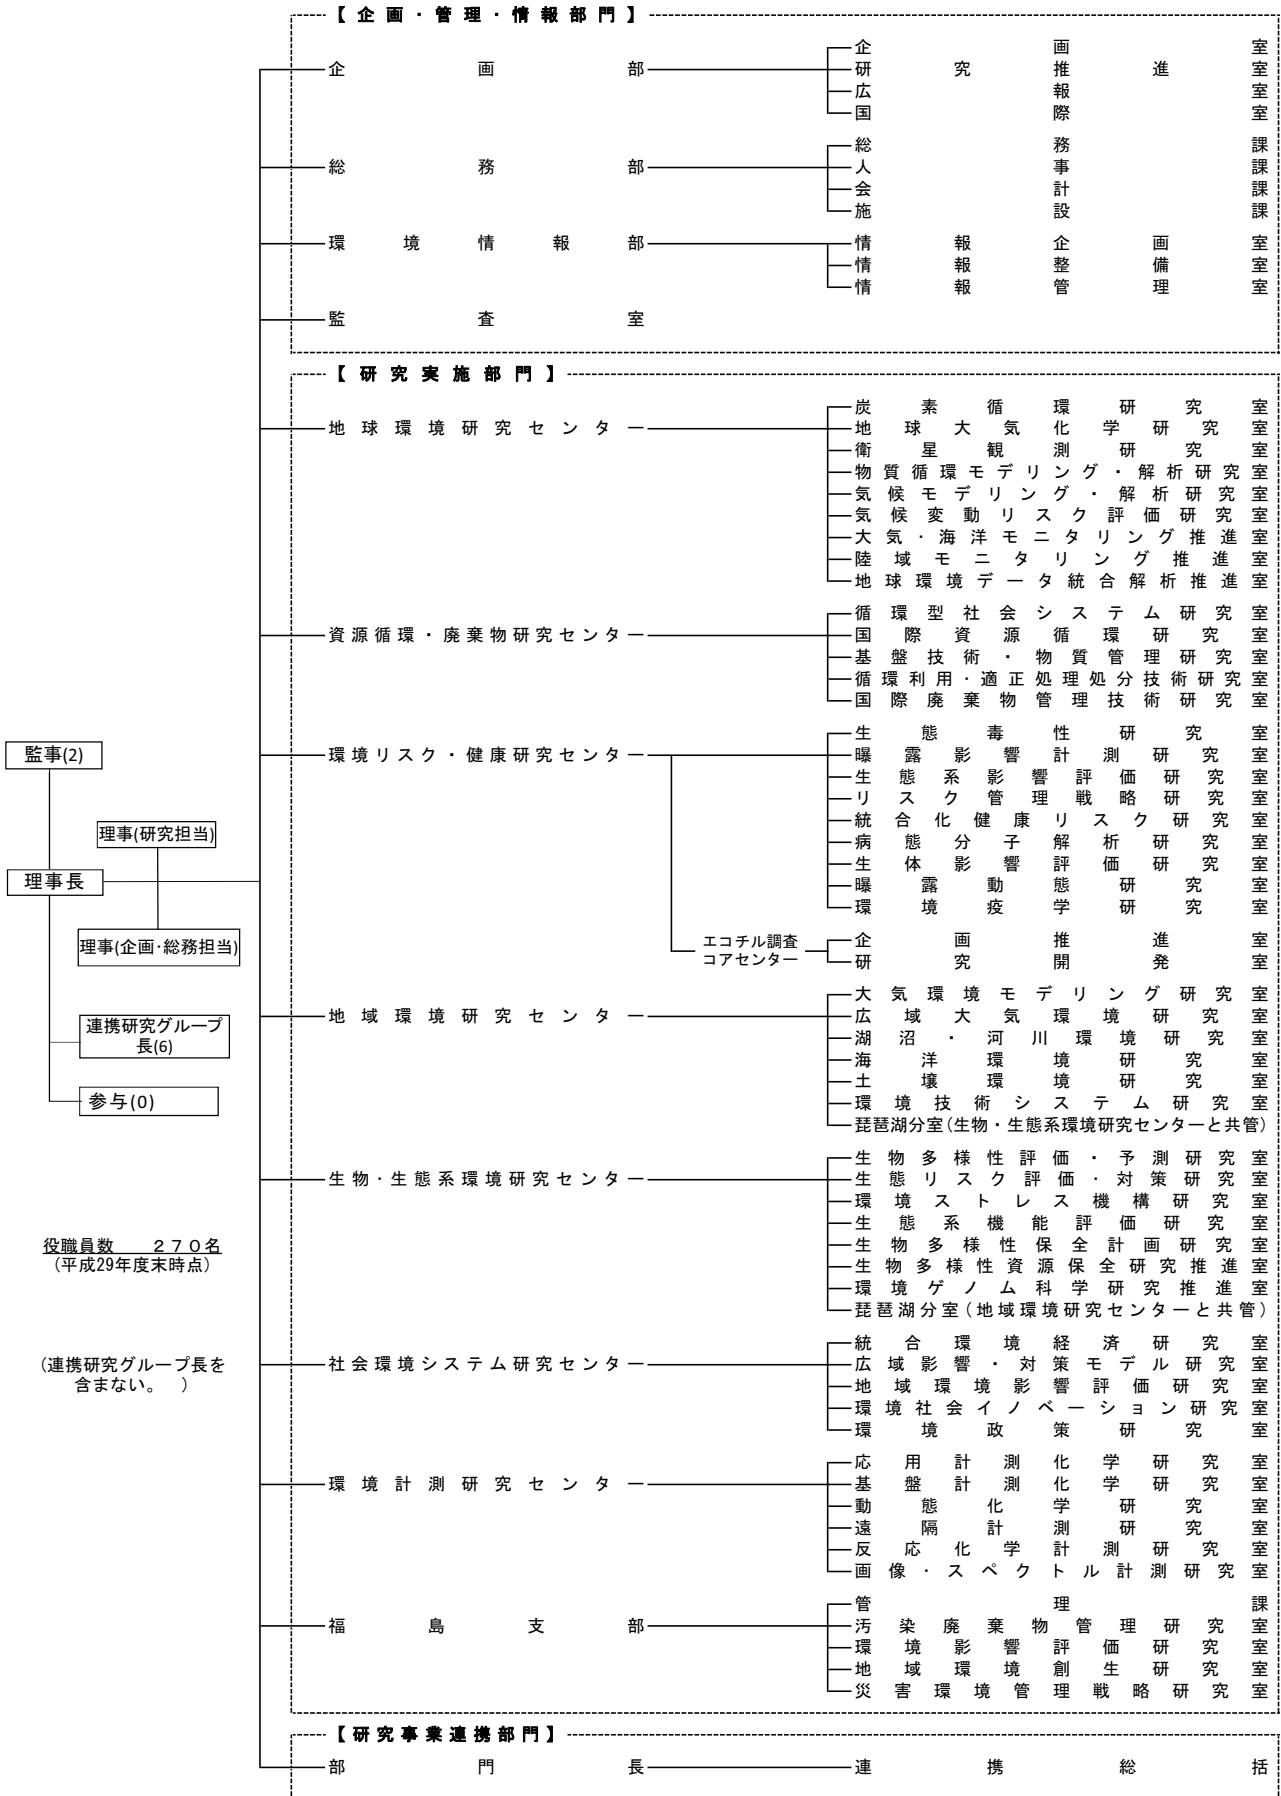 【企画・管理・情報部門】
企画部
企画室
研究推進室
広報室
国際室
総務部
総務課
人事課
会計課
施設課
環境情報部
情報企画室
情報整備室
情報管理室
監査室
【研究実施部門】
地球環境研究センター
炭素循環研究室
地球大気化学研究室
衛星観測研究室
物質循環モデリング・解析研究室
気候モデリング・解析研究室
気候変動リスク評価研究室
大気・海洋モニタリング推進室
陸域モニタリング推進室
地球環境データ統合解析推進室
資源循環・廃棄物研究センター
循環型社会システム研究室
国際資源循環研究室
基盤技術・物質管理研究室
循環利用・適正処理処分技術研究室
国際廃棄物管理技術研究室
環境リスク・健康研究センター
生態毒性研究室
曝露影響計測研究室
生態系影響評価研究室
リスク管理戦略研究室
統合化健康リスク研究室
病態分子解析研究室
生体影響評価研究室
曝露動態研究室
環境疫学研究室
エコチル調査
コアセンター
企画推進室
研究開発室
監事(2)
理事(研究担当)
理事長
理事(企画・総務担当)
連携研究グループ
長(6)
参与(0)
地域環境研究センター
大気環境モデリング研究室
広域大気環境研究室
湖沼・河川環境研究室
海洋環境研究室
土壌環境研究室
環境技術システム研究室
琵琶湖分室(生物・生態系環境研究センターと共管)
生物・生態系環境研究センター
生物多様性評価・予測研究室
生態リスク評価・対策研究室
環境ストレス機構研究室
生態系機能評価研究室
生物多様性保全計画研究室
生物多様性資源保全研究推進室
環境ゲノム科学研究推進室
琵琶湖分室(地域環境研究センターと共管)
役職員数　２７０名
(平成29年度末時点)
(連携研究グループ長を
含まない。　)
社会環境システム研究センター
統合環境経済研究室
広域影響・対策モデル研究室
地域環境影響評価研究室
環境社会イノベーション研究室
環境政策研究室
環境計測研究センター
応用計測化学研究室
基盤計測化学研究室
動態化学研究室
遠隔計測研究室
反応化学計測研究室
画像・スペクトル計測研究室
福島支部
管理課
汚染廃棄物管理研究室
環境影響評価研究室
地域環境創生研究室
災害環境管理戦略研究室
【研究事業連携部門】
部門長
連携総括